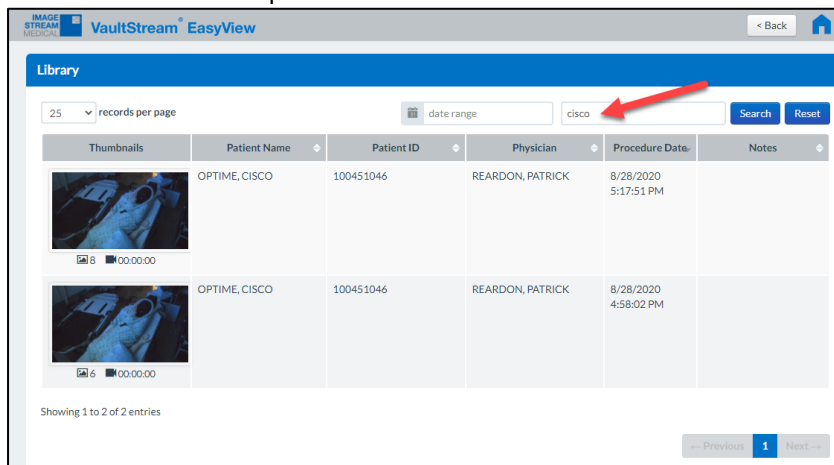 IMAGE
STREAM
MEDICAL
VaultStream® EasyView
< Back
Library
25 records per page
date range
cisco
Search
Reset
Thumbnails Patient Name Patient ID Physician Procedure Date Notes
OPTIME, CISCO 100451046 REARDON, PATRICK 8/28/2020
5:17:51 PM
8 00:00:00
OPTIME, CISCO 100451046 REARDON, PATRICK 8/28/2020
4:58:02 PM
6 00:00:00
Showing 1 to 2 of 2 entries
← Previous 1 Next →